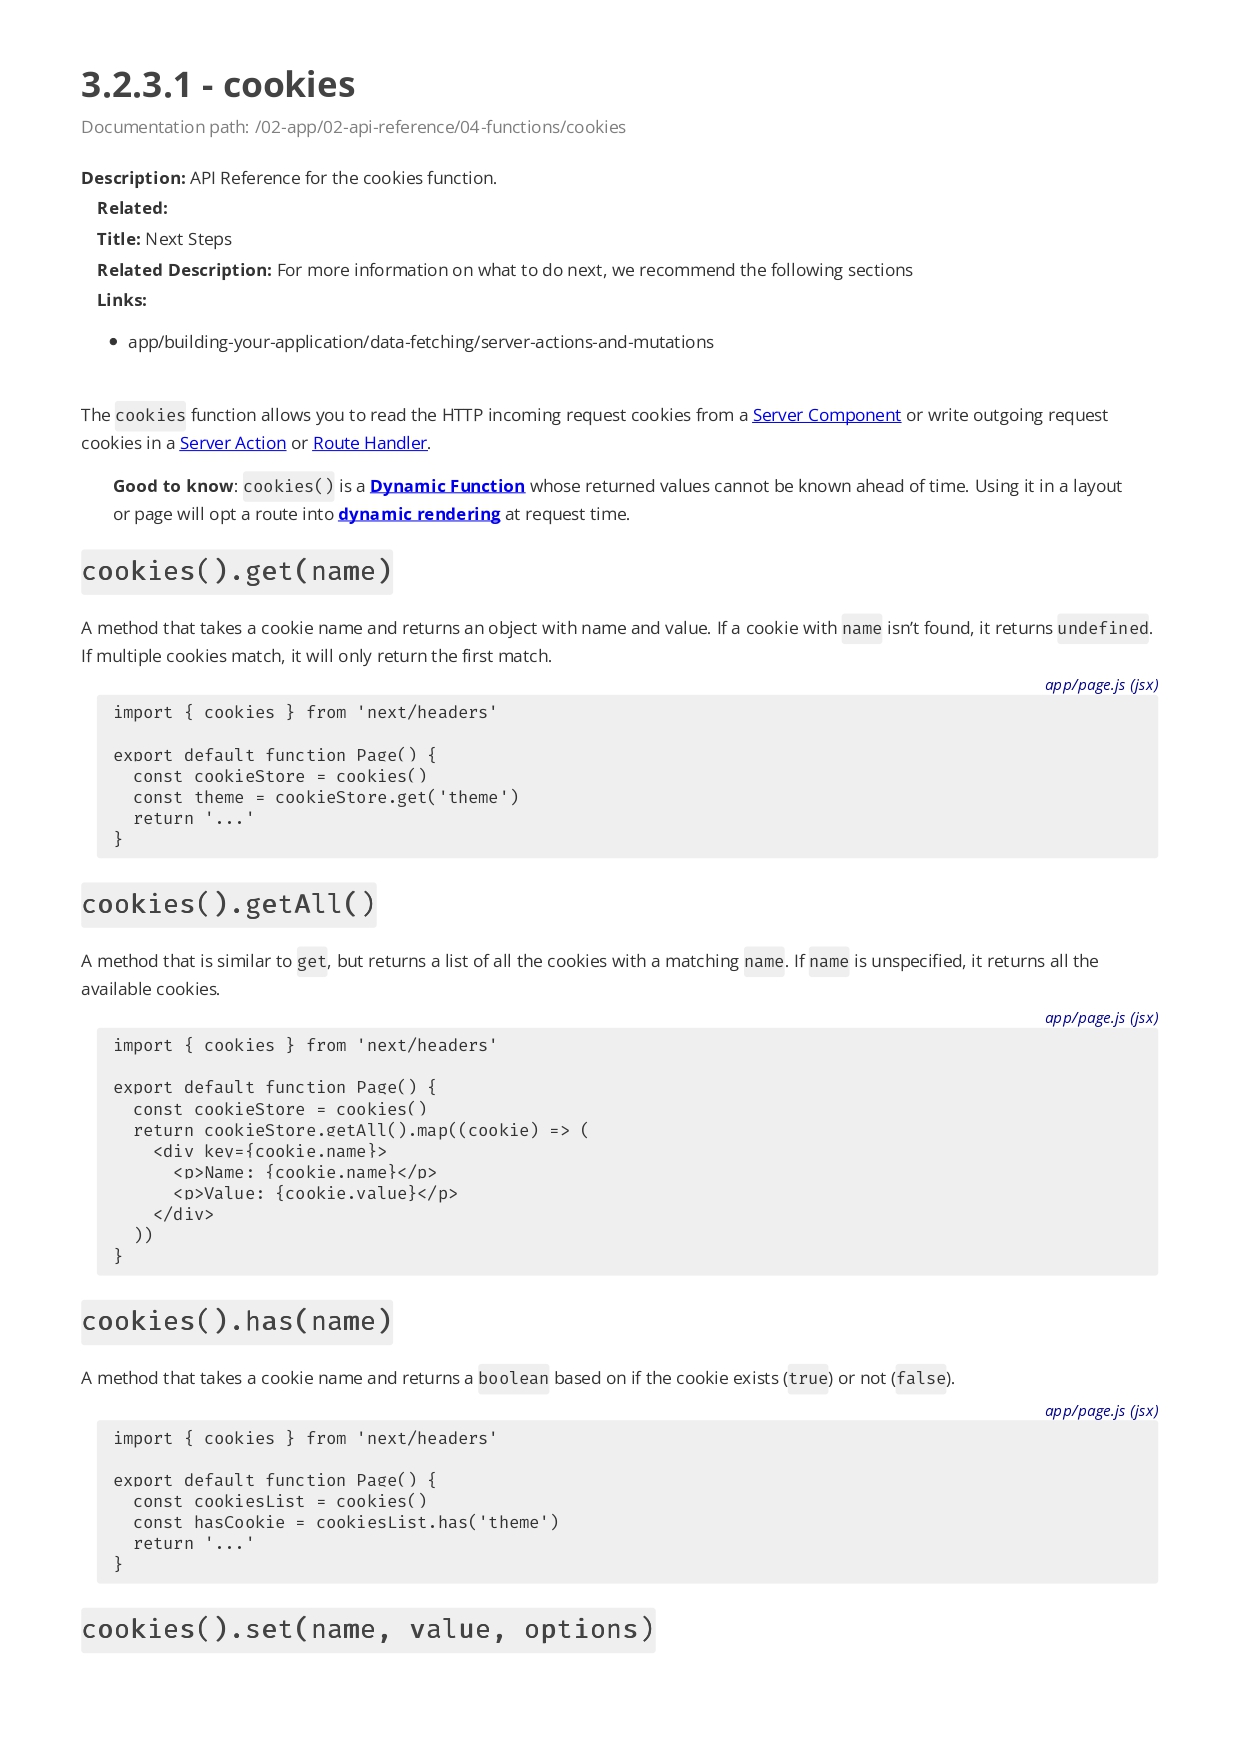 3.2.3.1 - cookies
Documentation path: /02-app/02-api-reference/04-functions/cookies
Description: API Reference for the cookies function.
Related:
Title: Next Steps
Related Description: For more information on what to do next, we recommend the following sections
Links:
• app/building-your-application/data-fetching/server-actions-and-mutations
The cookies function allows you to read the HTTP incoming request cookies from a Server Component or write outgoing request
cookies in a Server Action or Route Handler.
Good to know: cookies() is a Dynamic Function whose returned values cannot be known ahead of time. Using it in a layout
or page will opt a route into dynamic rendering at request time.
cookies().get(name)
A method that takes a cookie name and returns an object with name and value. If a cookie with name isn’t found, it returns undefined.
If multiple cookies match, it will only return the first match.
app/page.js (jsx)
import { cookies } from 'next/headers'
export default function Page() {
  const cookieStore = cookies()
  const theme = cookieStore.get('theme')
  return '...'
}
cookies().getAll()
A method that is similar to get, but returns a list of all the cookies with a matching name. If name is unspecified, it returns all the
available cookies.
app/page.js (jsx)
import { cookies } from 'next/headers'
export default function Page() {
  const cookieStore = cookies()
  return cookieStore.getAll().map((cookie) => (
    <div key={cookie.name}>
      <p>Name: {cookie.name}</p>
      <p>Value: {cookie.value}</p>
    </div>
  ))
}
cookies().has(name)
A method that takes a cookie name and returns a boolean based on if the cookie exists (true) or not (false).
app/page.js (jsx)
import { cookies } from 'next/headers'
export default function Page() {
  const cookiesList = cookies()
  const hasCookie = cookiesList.has('theme')
  return '...'
}
cookies().set(name, value, options)